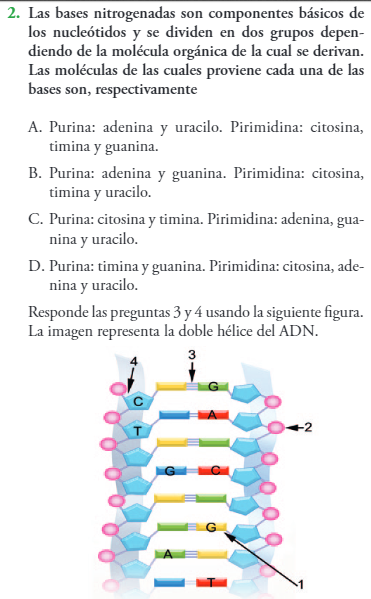 2. Las bases nitrogenadas son componentes básicos de
los nucleótidos y se dividen en dos grupos depen-
diendo de la molécula orgánica de la cual se derivan.
Las moléculas de las cuales proviene cada una de las
bases son, respectivamente
A. Purina: adenina y uracilo. Pirimidina: citosina,
timina y guanina.
B. Purina: adenina y guanina. Pirimidina: citosina,
timina y uracilo.
C. Purina: citosina y timina. Pirimidina: adenina, gua-
nina y uracilo.
D. Purina: timina y guanina. Pirimidina: citosina, ade-
nina y uracilo.
Responde las preguntas 3 y 4 usando la siguiente figura.
La imagen representa la doble hélice del ADN.
4 3
G
C
A
T
2
G C
G
A
T
1